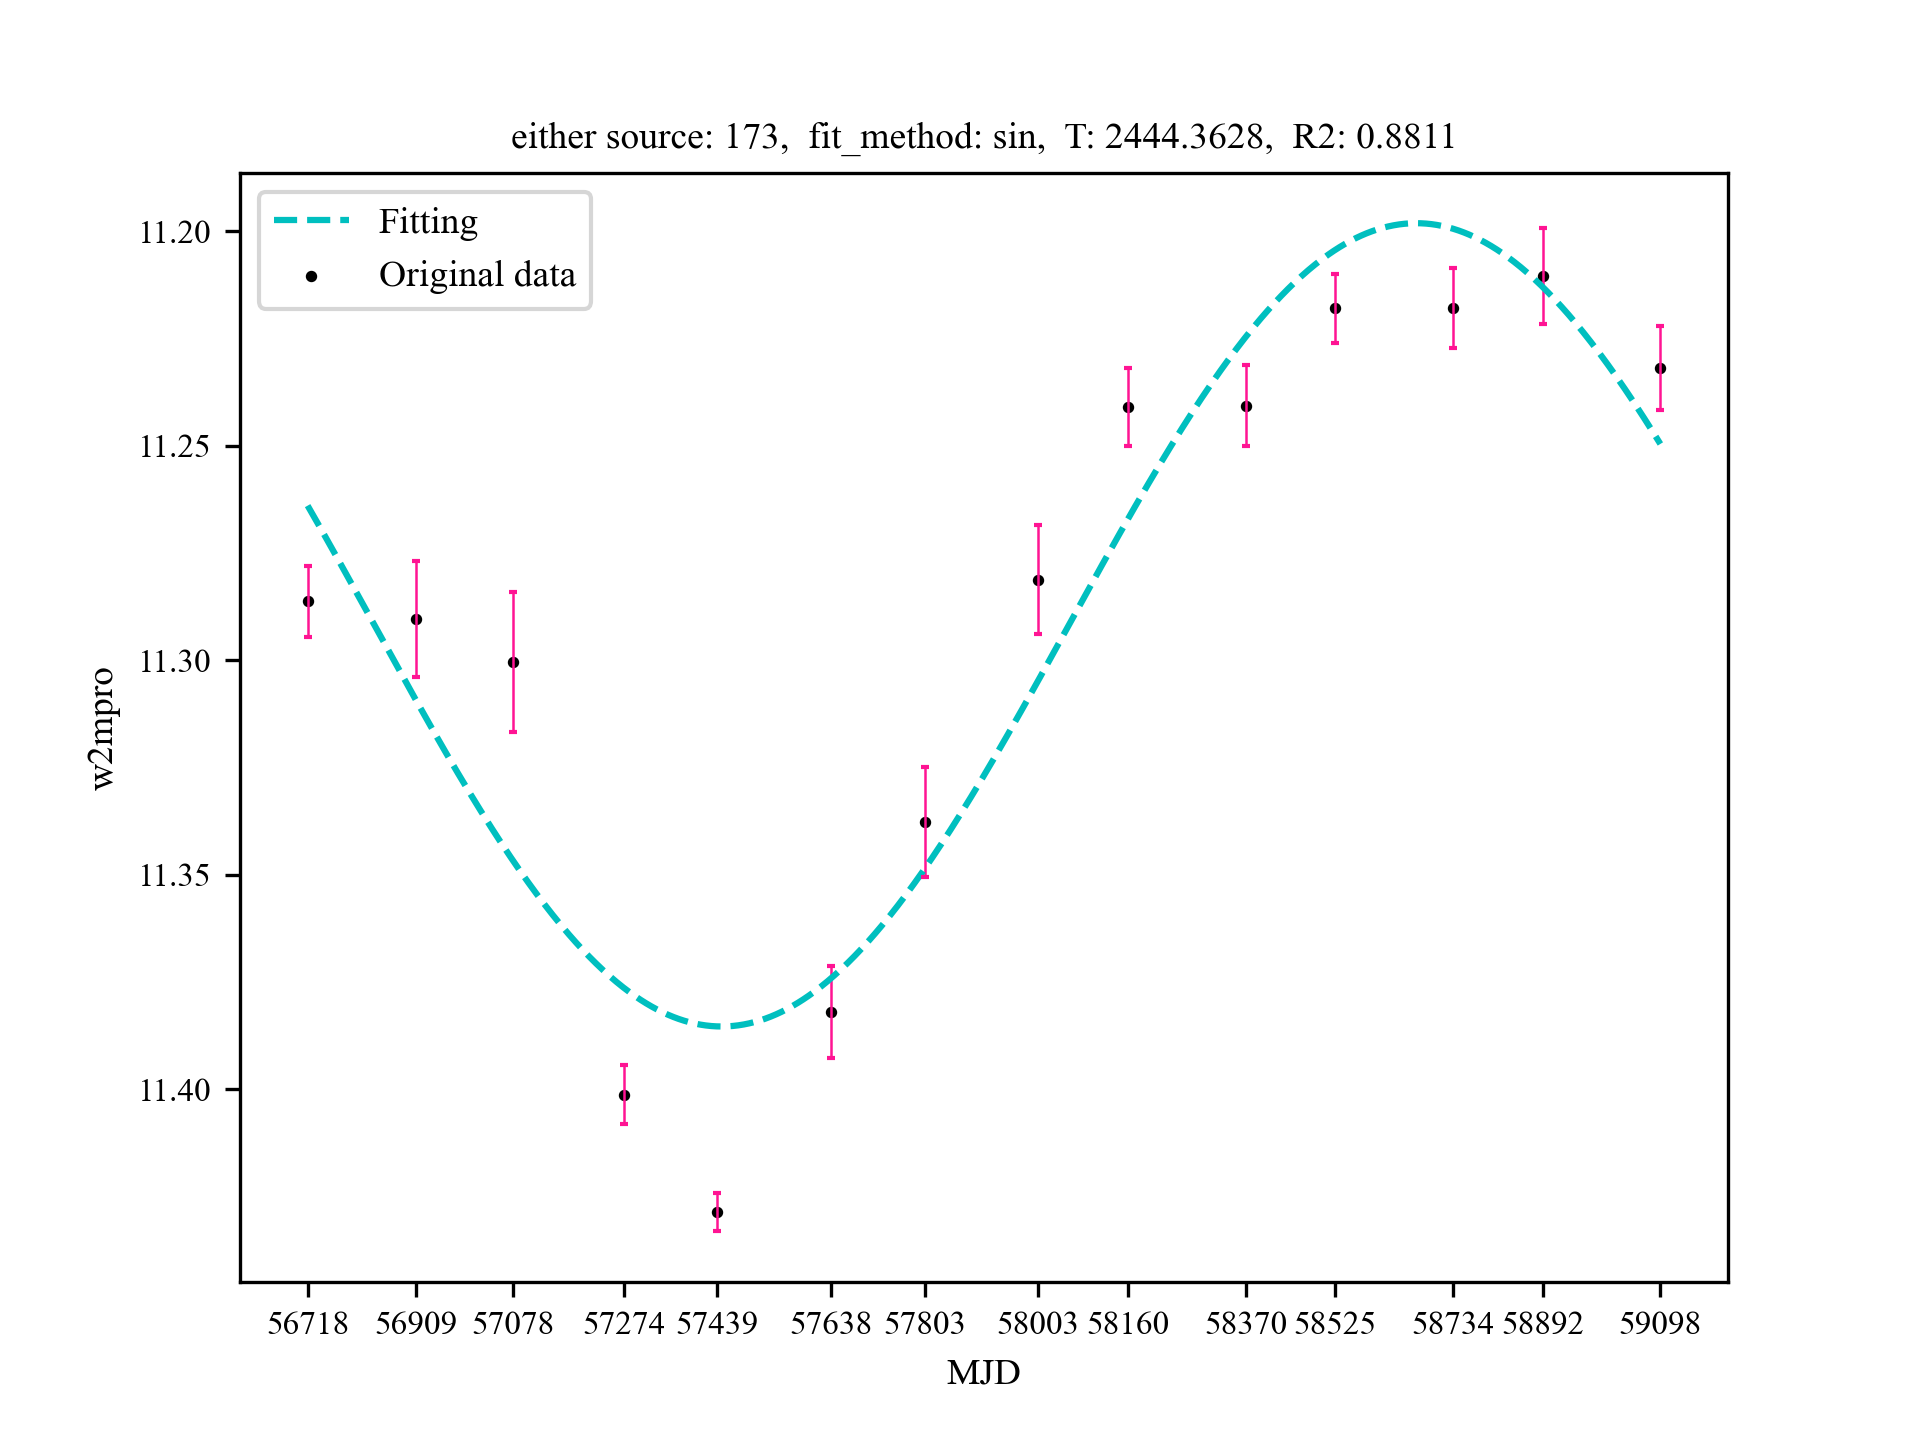 either source: 173,  fit_method: sin,  T: 2444.3628,  R2: 0.8811
Fitting
Original data
11.20
11.25
11.30
11.35
11.40
w2mpro
56718 56909 57078 57274 57439 57638 57803 58003 58160 58370 58525 58734 58892 59098
MJD